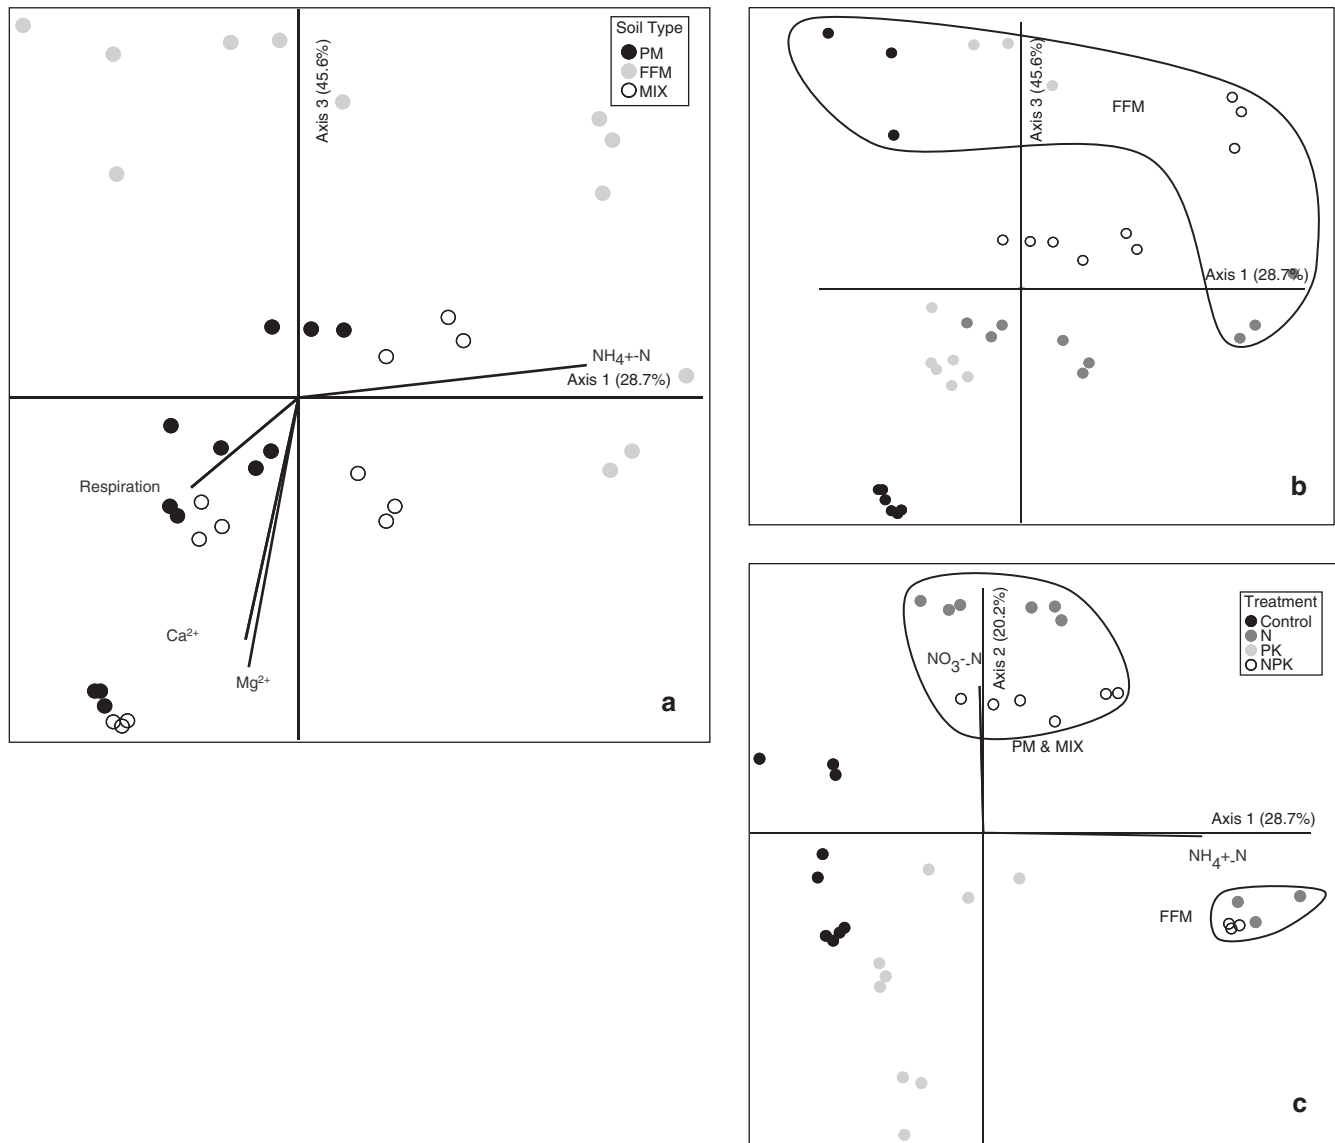 Soil Type
PM
FFM
MIX
Axis 3 (45.6%)
NH₄+-N
Axis 1 (28.7%)
Respiration
Ca²⁺
Mg²⁺
a
Axis 3 (45.6%)
FFM
Axis 1 (28.7%)
b
Treatment
Control
N
PK
NPK
Axis 2 (20.2%)
NO₃⁻-N
PM & MIX
Axis 1 (28.7%)
NH₄+-N
FFM
c